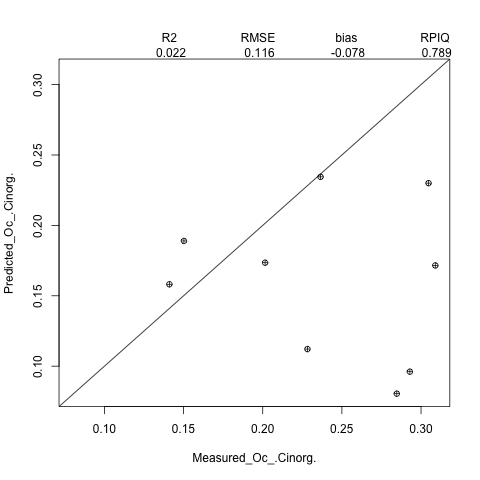 R2 RMSE bias RPIQ
0.022 0.116 -0.078 0.789
0.30
0.25
0.20
0.15
0.10
Predicted_Oc_.Cinorg.
0.10 0.15 0.20 0.25 0.30
Measured_Oc_.Cinorg.